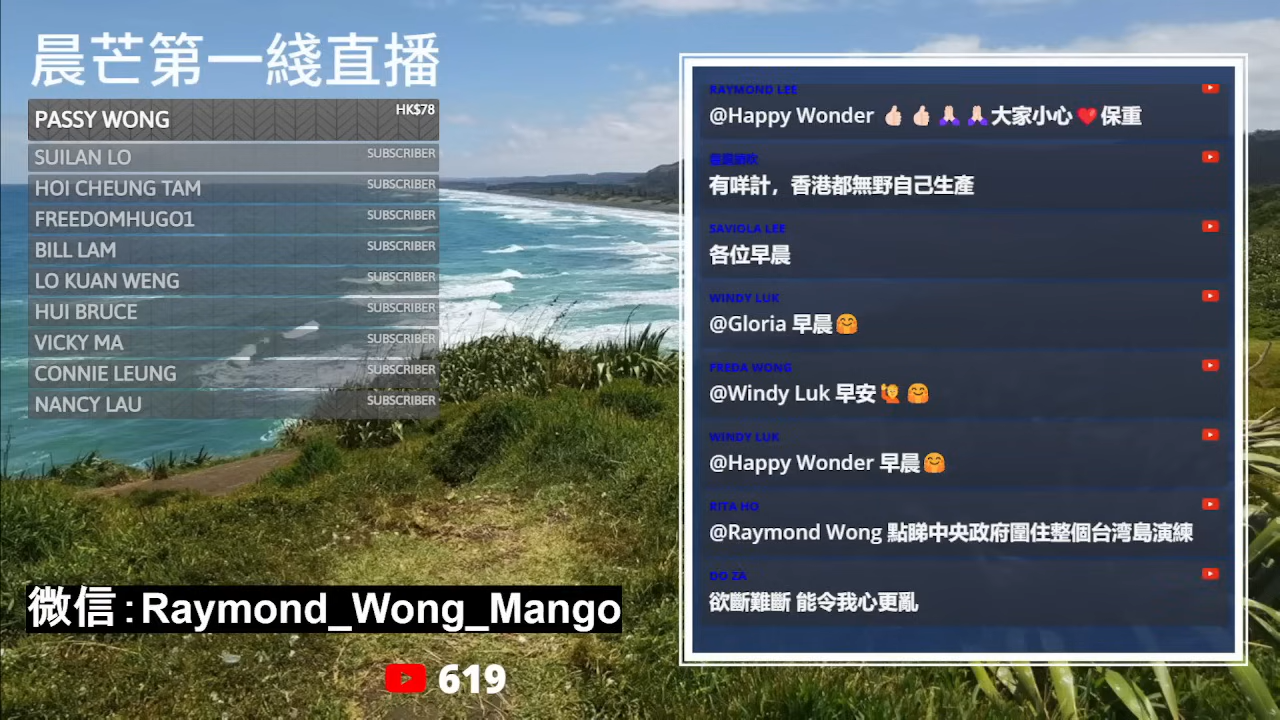 晨芒第一綫直播
PASSY WONG HK$78
SUILAN LO SUBSCRIBER
HOI CHEUNG TAM SUBSCRIBER
FREEDOMHUGO1 SUBSCRIBER
BILL LAM SUBSCRIBER
LO KUAN WENG SUBSCRIBER
HUI BRUCE SUBSCRIBER
VICKY MA SUBSCRIBER
CONNIE LEUNG SUBSCRIBER
NANCY LAU SUBSCRIBER
微信:Raymond_Wong_Mango
619
RAYMOND LEE
@Happy Wonder 👍🏻👍🏻🙏🏻🙏🏻大家小心❤️保重
有咩計，香港都無野自己生產
SAVIOLA LEE
各位早晨
WINDY LUK
@Gloria 早晨🤗
FREDA WONG
@Windy Luk 早安🙋🤗
WINDY LUK
@Happy Wonder 早晨🤗
RITA HO
@Raymond Wong 點睇中央政府圍住整個台湾島演練
DO ZA
欲斷難斷 能令我心更亂